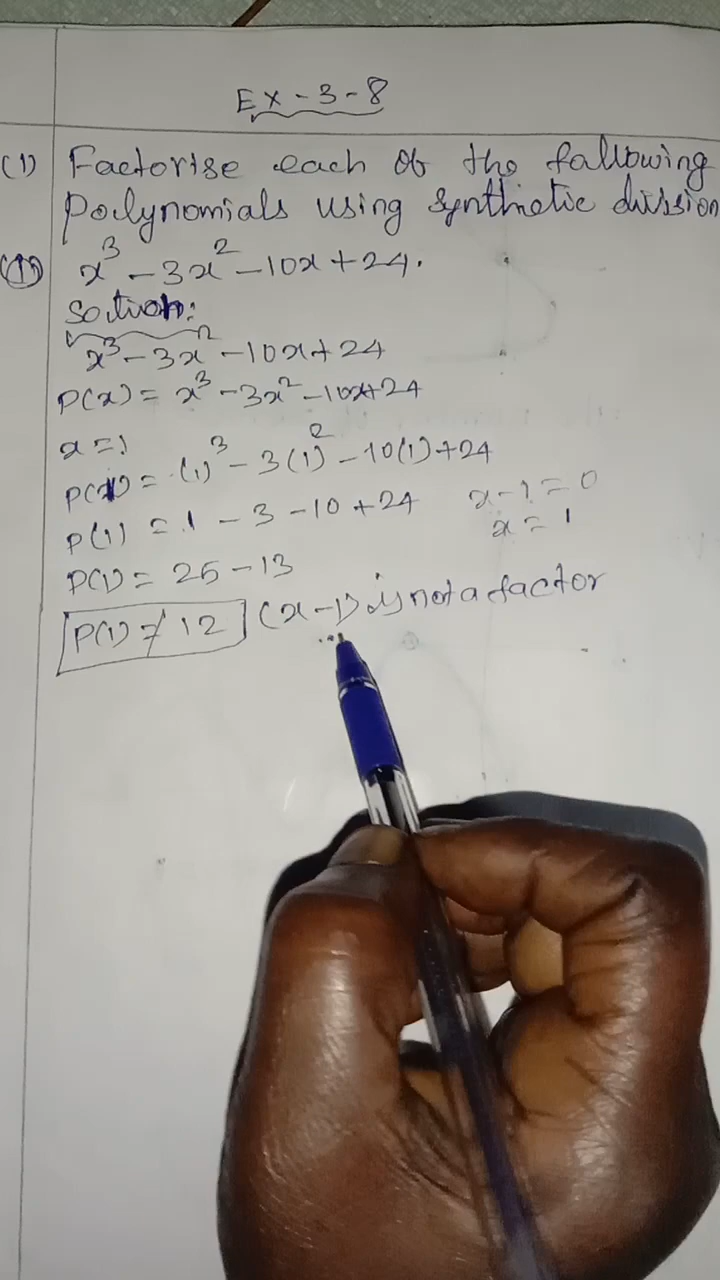 Ex-3-8
(1) Factorise each of the fallowing
polynomials using synthetic division
x³ - 3x² - 10x + 24.
Soltuion:
x³ - 3x² - 10x + 24
P(x) = x³ - 3x² - 10x + 24
x = 1
P(1) = (1)³ - 3(1)² - 10(1) + 24
P(1) = 1 - 3 - 10 + 24 x - 1 = 0
x = 1
P(1) = 25 - 13
P(1) ≠ 12 (x - 1) is not a factor